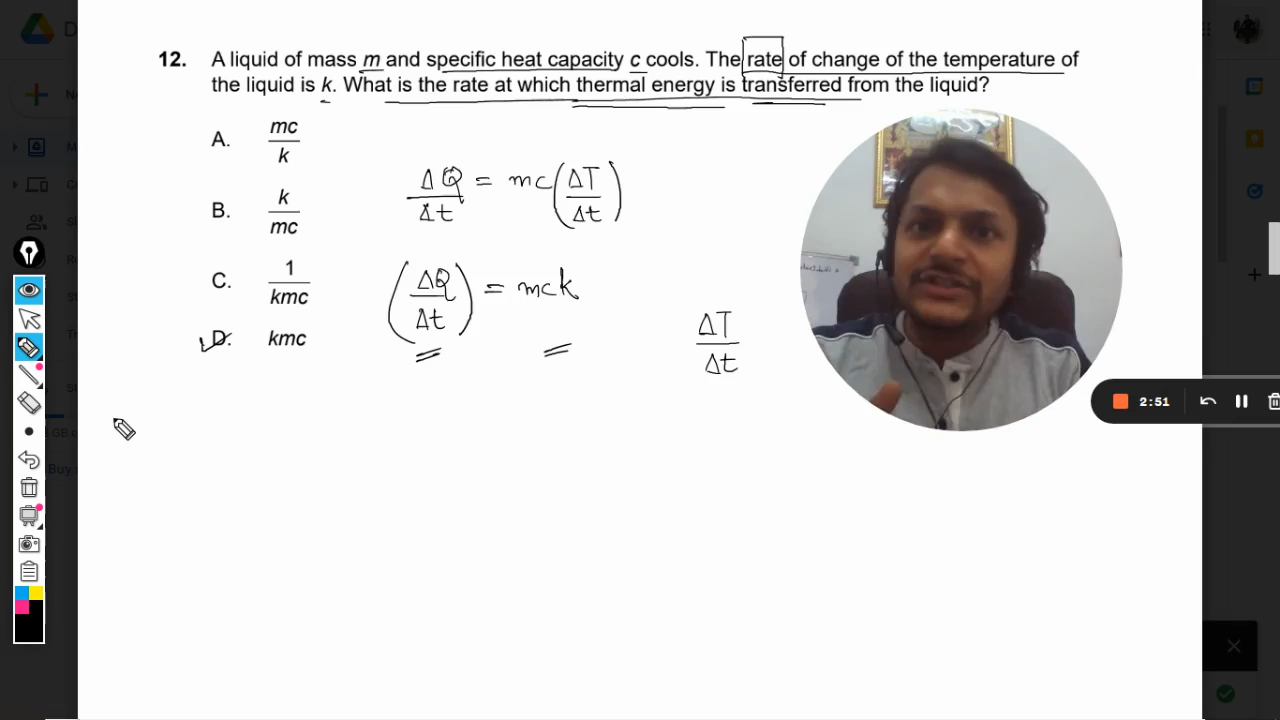 12. A liquid of mass m and specific heat capacity c cools. The rate of change of the temperature of
the liquid is k. What is the rate at which thermal energy is transferred from the liquid?
A. mc/k
B. k/mc
C. 1/kmc
D. kmc
ΔQ/Δt = mc(ΔT/Δt)
(ΔQ/Δt) = mck
ΔT/Δt
2:51
GB
Buy s